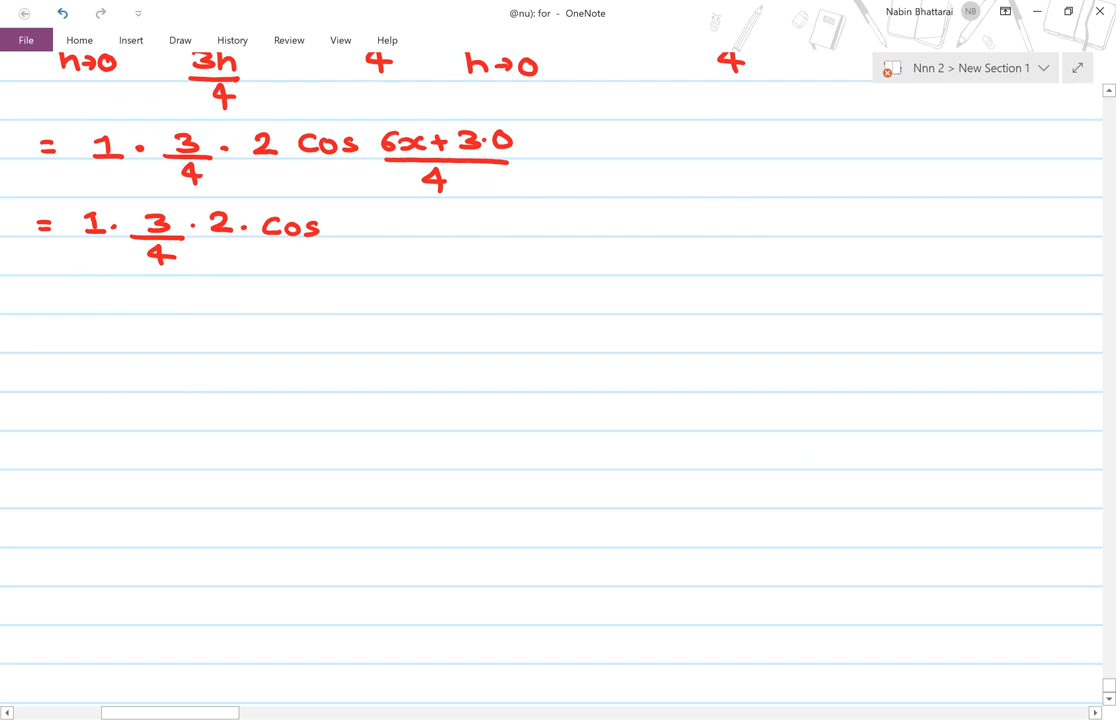 @nu): for - OneNote
Nabin Bhattarai NB
File Home Insert Draw History Review View Help
Nnn 2 > New Section 1
h→0 3h/4 4 h→0 4
= 1 · 3/4 · 2 cos (6x + 3·0)/4
= 1 · 3/4 · 2 · cos